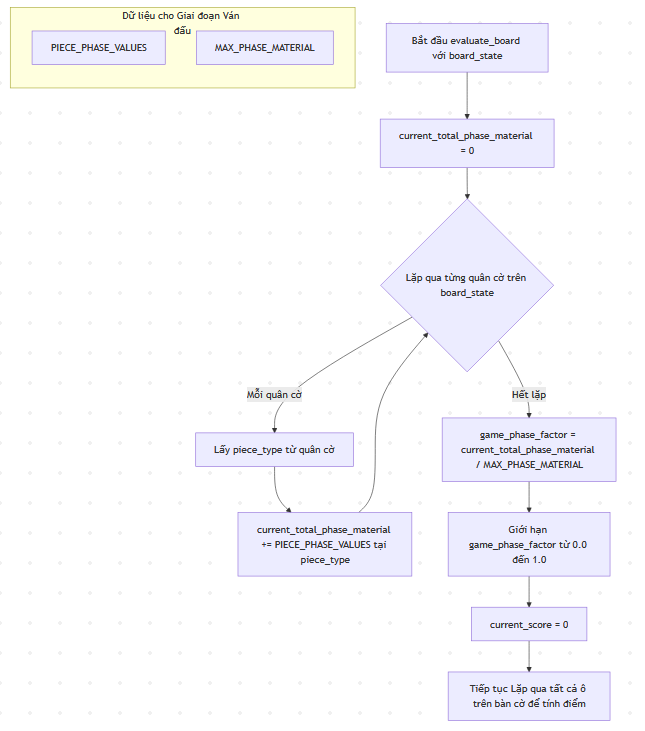 Dữ liệu cho Giai đoạn Ván
đấu
PIECE_PHASE_VALUES
MAX_PHASE_MATERIAL
Bắt đầu evaluate_board
với board_state
current_total_phase_material
= 0
Lặp qua từng quân cờ trên
board_state
Mỗi quân cờ
Hết lặp
Lấy piece_type từ quân cờ
current_total_phase_material
+= PIECE_PHASE_VALUES tại
piece_type
game_phase_factor =
current_total_phase_material
/ MAX_PHASE_MATERIAL
Giới hạn
game_phase_factor từ 0.0
đến 1.0
current_score = 0
Tiếp tục Lặp qua tất cả ô
trên bàn cờ để tính điểm